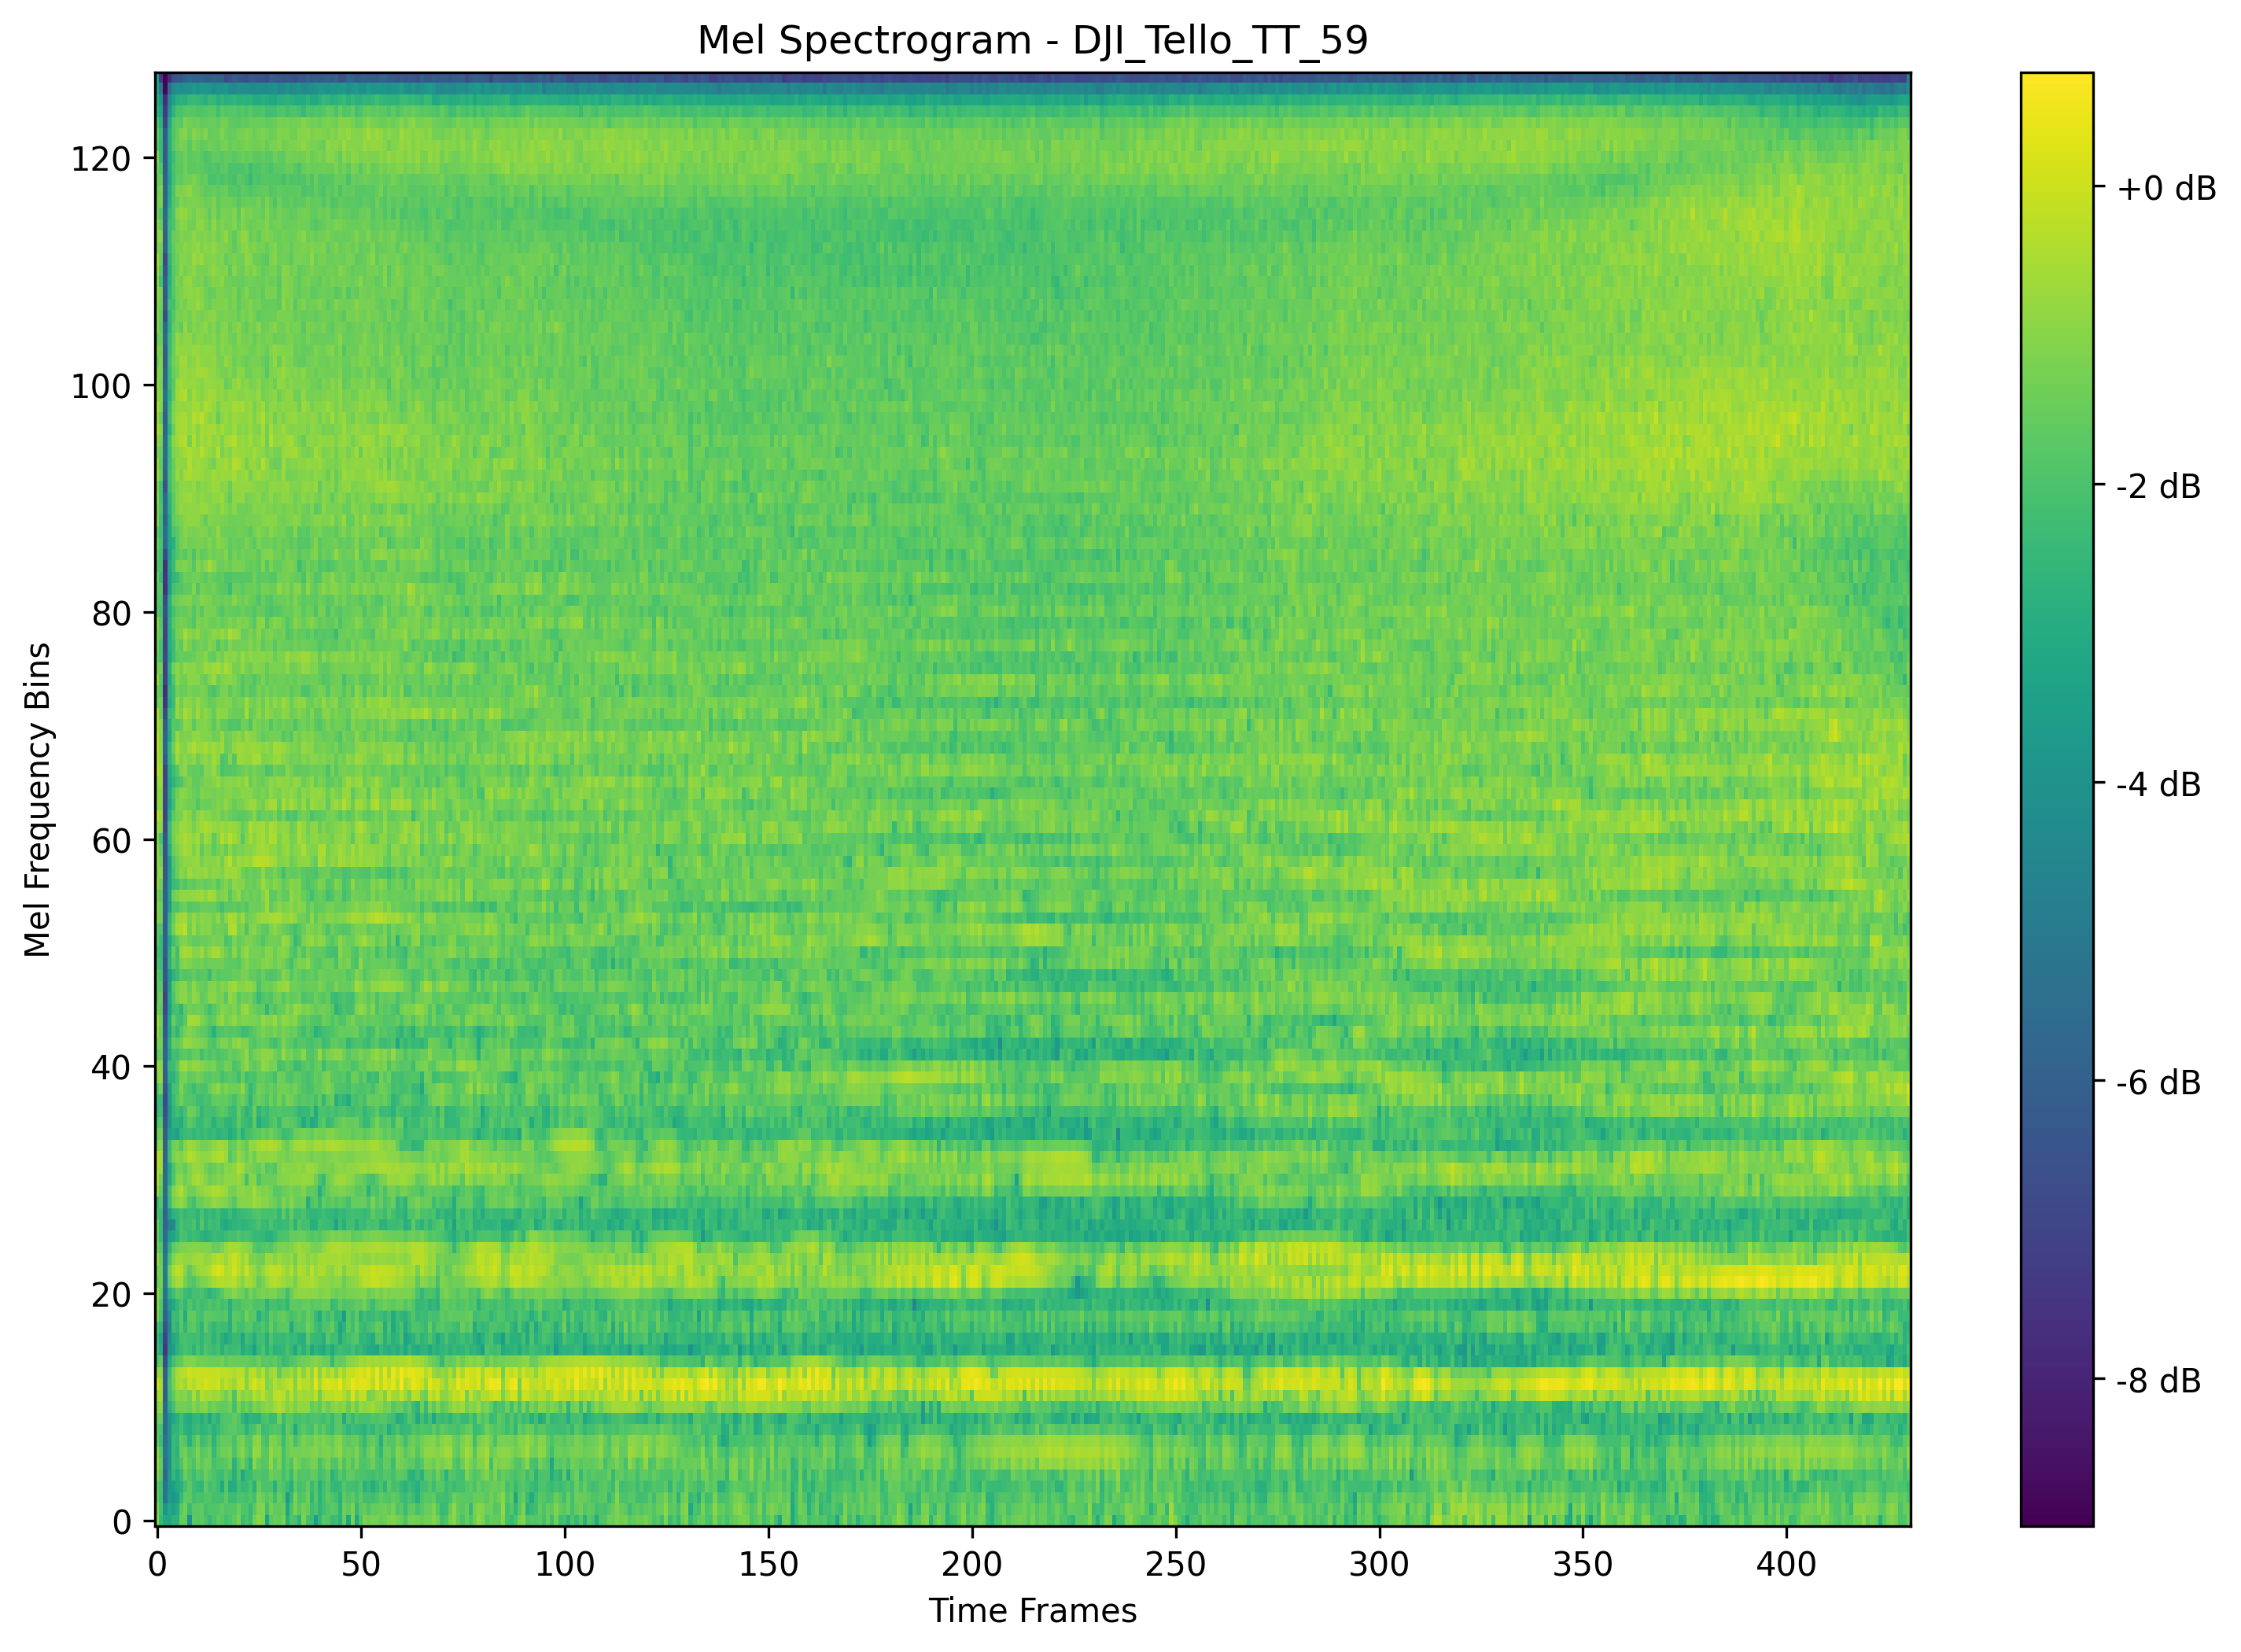 Mel Spectrogram - DJI_Tello_TT_59
Mel Frequency Bins
120
100
80
60
40
20
0
0 50 100 150 200 250 300 350 400
Time Frames
+0 dB
-2 dB
-4 dB
-6 dB
-8 dB